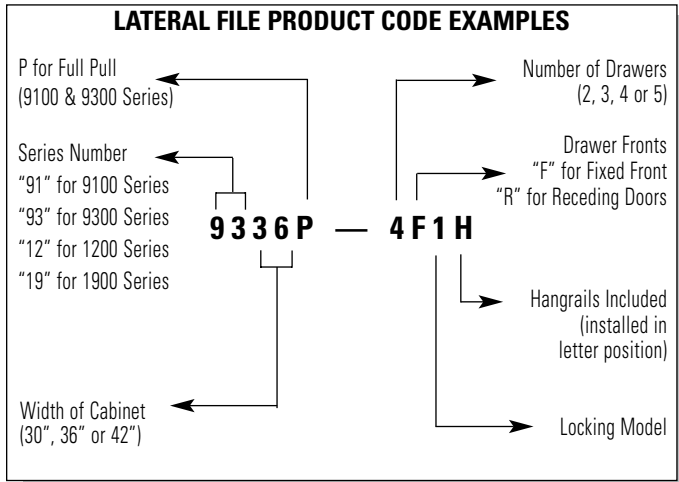 LATERAL FILE PRODUCT CODE EXAMPLES
P for Full Pull
(9100 & 9300 Series)
Number of Drawers
(2, 3, 4 or 5)
Series Number
“91” for 9100 Series
“93” for 9300 Series
“12” for 1200 Series
“19” for 1900 Series
Drawer Fronts
“F” for Fixed Front
“R” for Receding Doors
9336P — 4F1H
Hangrails Included
(installed in
letter position)
Width of Cabinet
(30”, 36” or 42”)
Locking Model